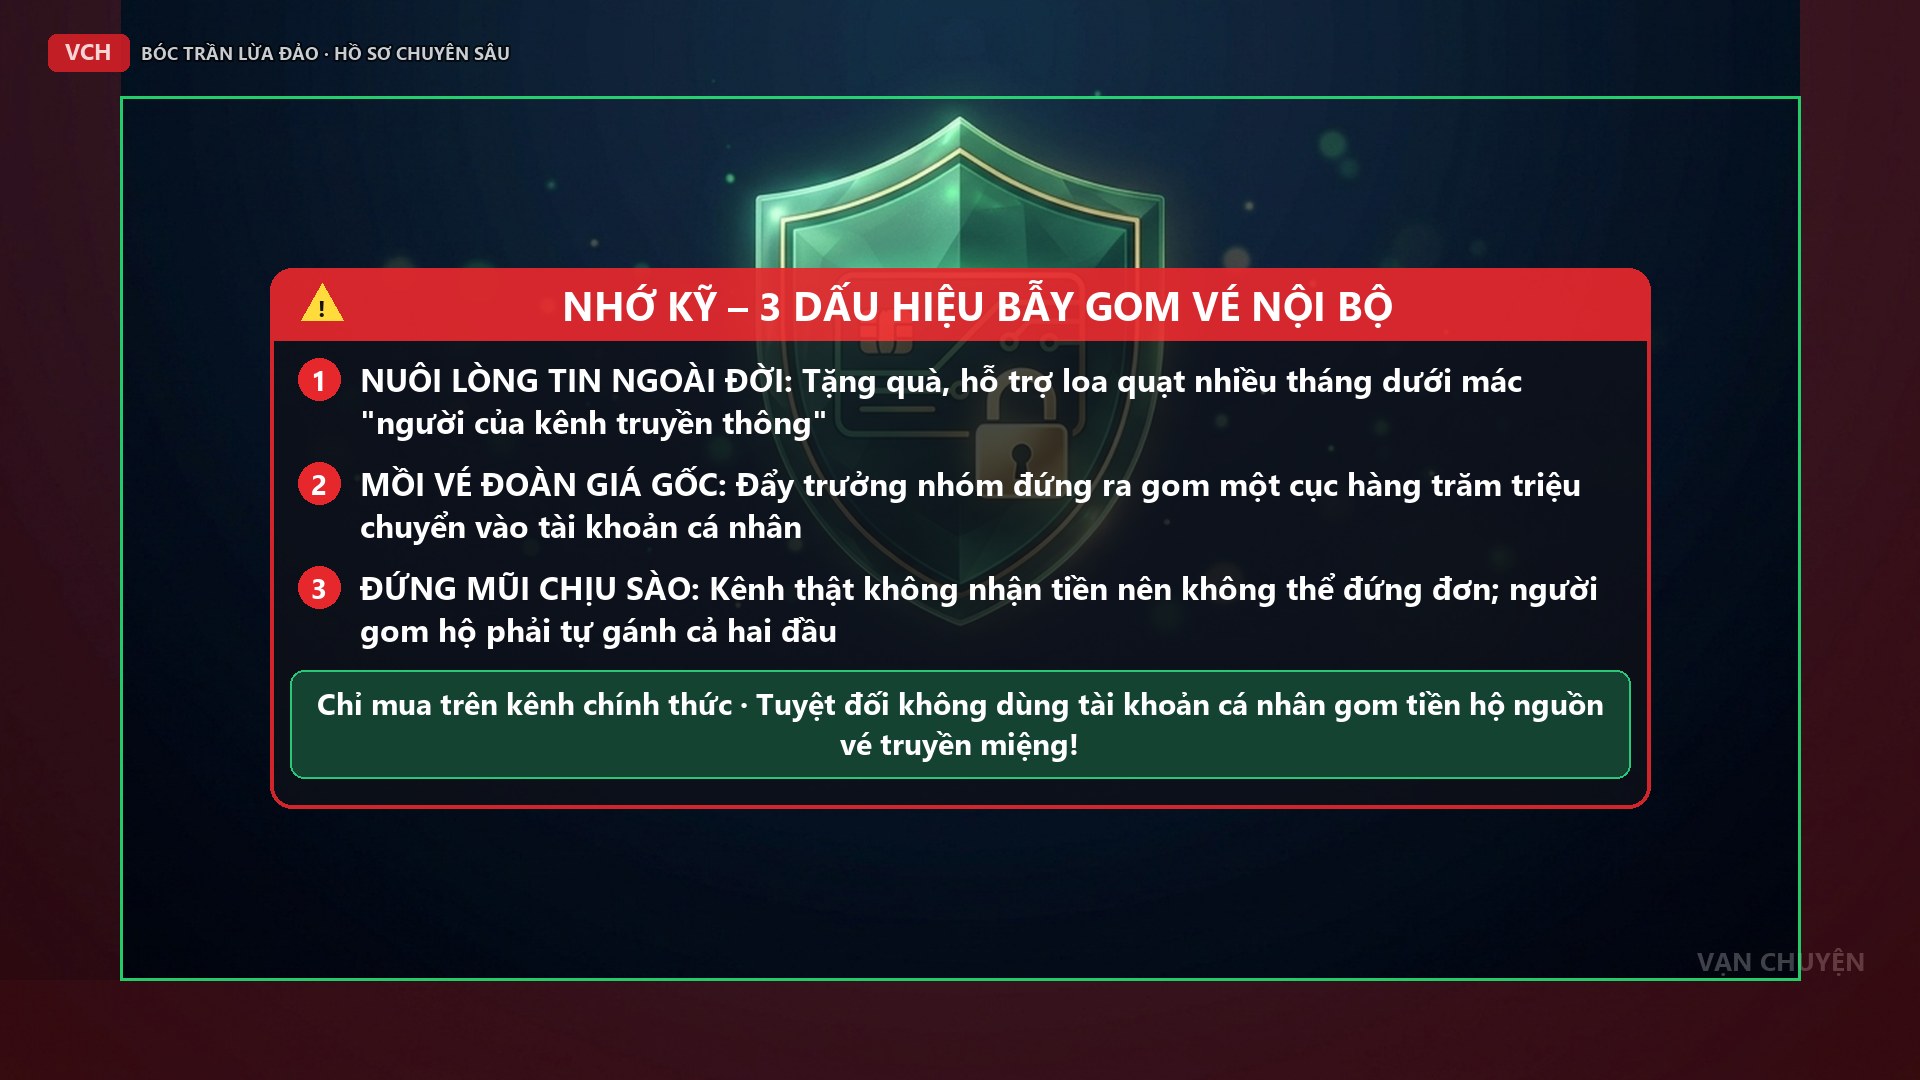 VCH
BÓC TRẦN LỪA ĐẢO · HỒ SƠ CHUYÊN SÂU
NHỚ KỸ – 3 DẤU HIỆU BẪY GOM VÉ NỘI BỘ
1 NUÔI LÒNG TIN NGOÀI ĐỜI: Tặng quà, hỗ trợ loa quạt nhiều tháng dưới mác
"người của kênh truyền thông"
2 MỒI VÉ ĐOÀN GIÁ GỐC: Đẩy trưởng nhóm đứng ra gom một cục hàng trăm triệu
chuyển vào tài khoản cá nhân
3 ĐỨNG MŨI CHỊU SÀO: Kênh thật không nhận tiền nên không thể đứng đơn; người
gom hộ phải tự gánh cả hai đầu
Chỉ mua trên kênh chính thức · Tuyệt đối không dùng tài khoản cá nhân gom tiền hộ nguồn
vé truyền miệng!
VẠN CHUYỆN